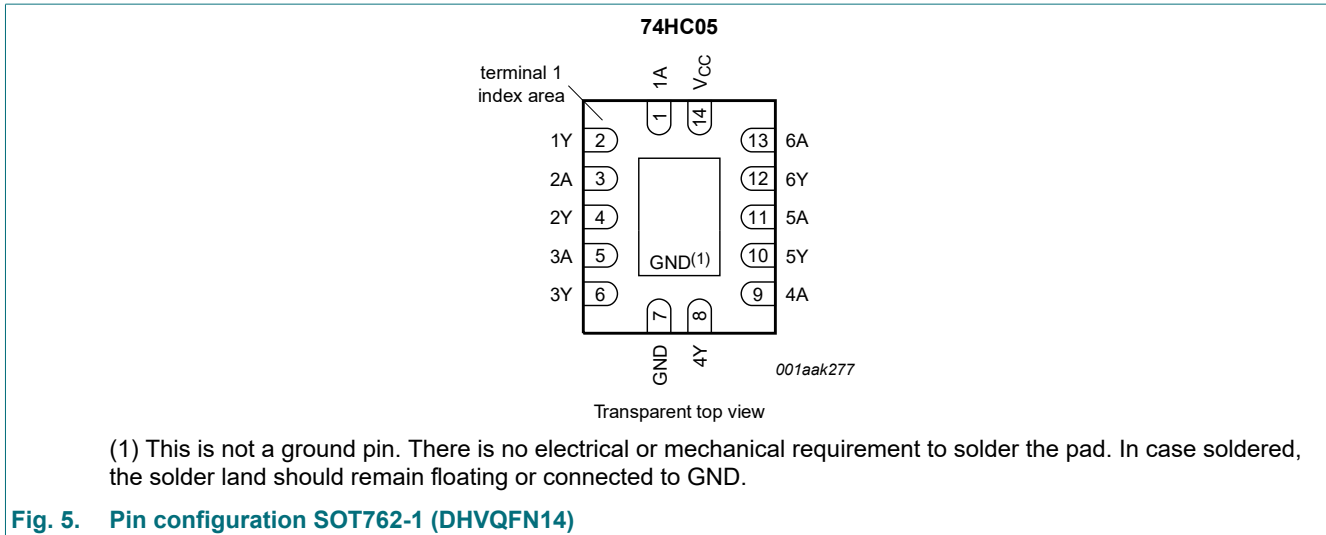 74HC05
terminal 1
index area
1A
VCC
1
14
1Y 2
13 6A
2A 3
12 6Y
2Y 4
11 5A
3A 5
GND(1)
10 5Y
3Y 6
9 4A
7
8
GND
4Y
001aak277
Transparent top view
(1) This is not a ground pin. There is no electrical or mechanical requirement to solder the pad. In case soldered,
the solder land should remain floating or connected to GND.
Fig. 5. Pin configuration SOT762-1 (DHVQFN14)